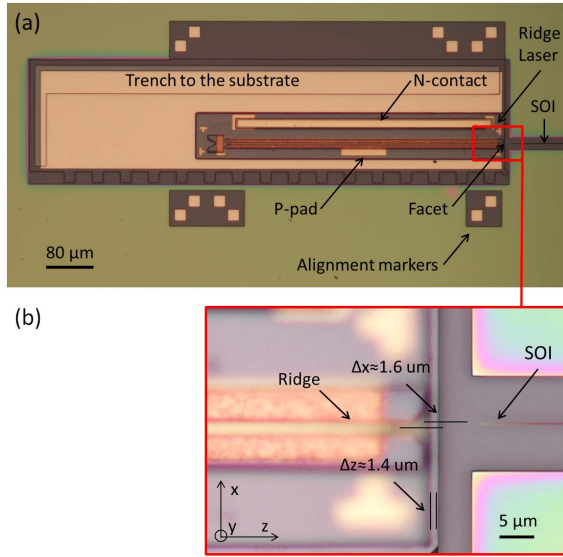 (a)
Ridge
Laser
Trench to the substrate
N-contact
SOI
P-pad
Facet
80 μm
Alignment markers
(b)
SOI
Δx≈1.6 um
Ridge
Δz≈1.4 um
x
y
z
5 μm